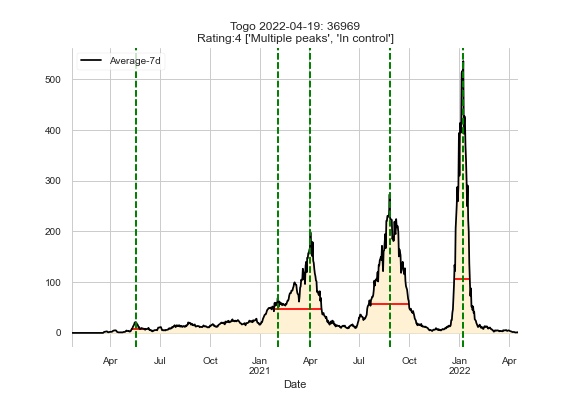 Togo 2022-04-19: 36969
Rating:4 ['Multiple peaks', 'In control']
Average-7d
500
400
300
200
100
0
Apr Jul Oct Jan Apr Jul Oct Jan Apr
2021 2022
Date